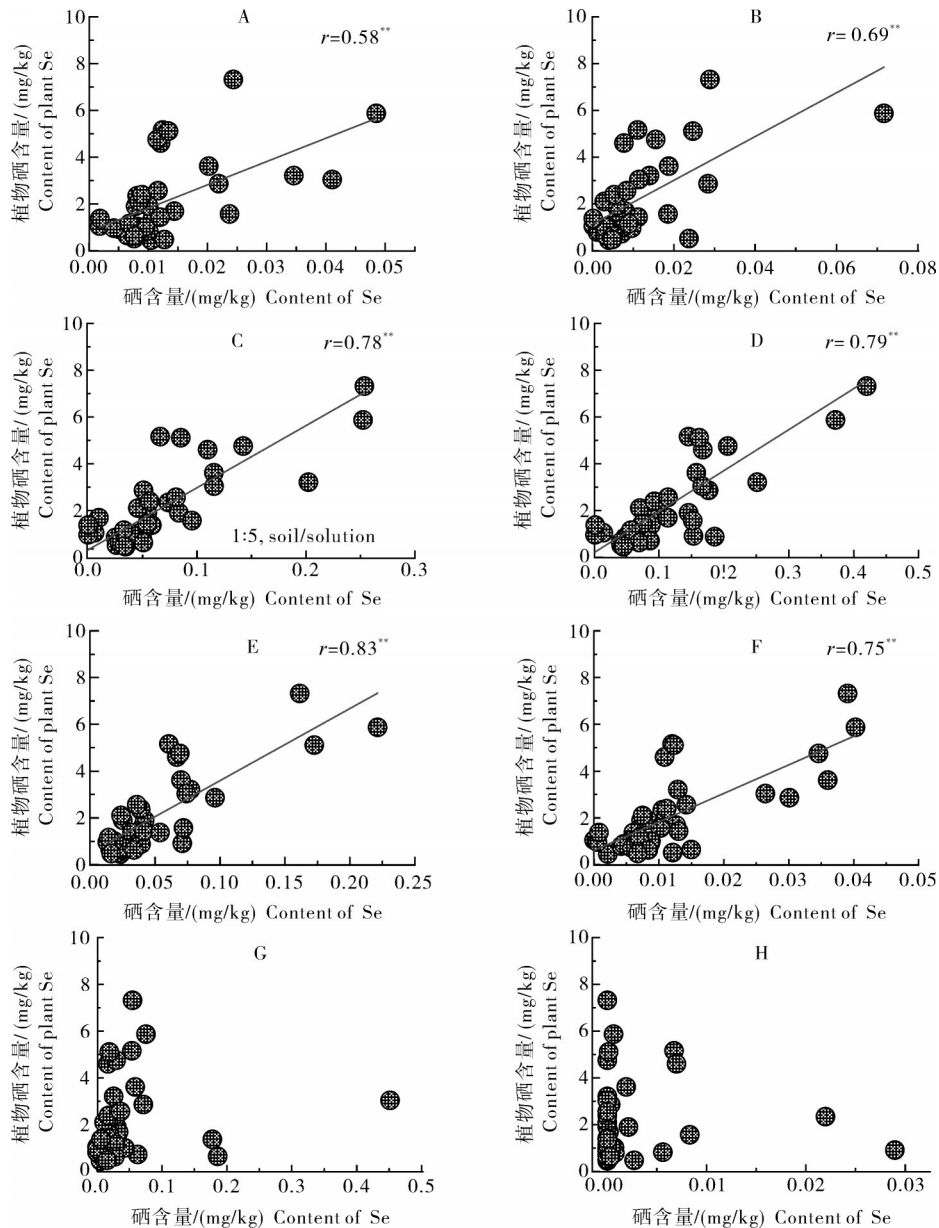 A
r=0.58**
植物硒含量/(mg/kg)
Content of plant Se
10
8
6
4
2
0
0.00 0.01 0.02 0.03 0.04 0.05
硒含量/(mg/kg) Content of Se
B
r= 0.69**
植物硒含量/(mg/kg)
Content of plant Se
10
8
6
4
2
0
0.00 0.02 0.04 0.06 0.08
硒含量/(mg/kg) Content of Se
C
r=0.78**
植物硒含量/(mg/kg)
Content of plant Se
10
8
6
4
2
0
1:5, soil/solution
0.0 0.1 0.2 0.3
硒含量/(mg/kg) Content of Se
D
r= 0.79**
植物硒含量/(mg/kg)
Content of plant Se
10
8
6
4
2
0
0.0 0.1 0.2 0.3 0.4 0.5
硒含量/(mg/kg) Content of Se
E
r=0.83**
植物硒含量/(mg/kg)
Content of plant Se
10
8
6
4
2
0
0.00 0.05 0.10 0.15 0.20 0.25
硒含量/(mg/kg) Content of Se
F
r=0.75**
植物硒含量/(mg/kg)
Content of plant Se
10
8
6
4
2
0
0.00 0.01 0.02 0.03 0.04 0.05
硒含量/(mg/kg) Content of Se
G
植物硒含量/(mg/kg)
Content of plant Se
10
8
6
4
2
0
0.0 0.1 0.2 0.3 0.4 0.5
硒含量/(mg/kg) Content of Se
H
植物硒含量/(mg/kg)
Content of plant Se
10
8
6
4
2
0
0.00 0.01 0.02 0.03
硒含量/(mg/kg) Content of Se